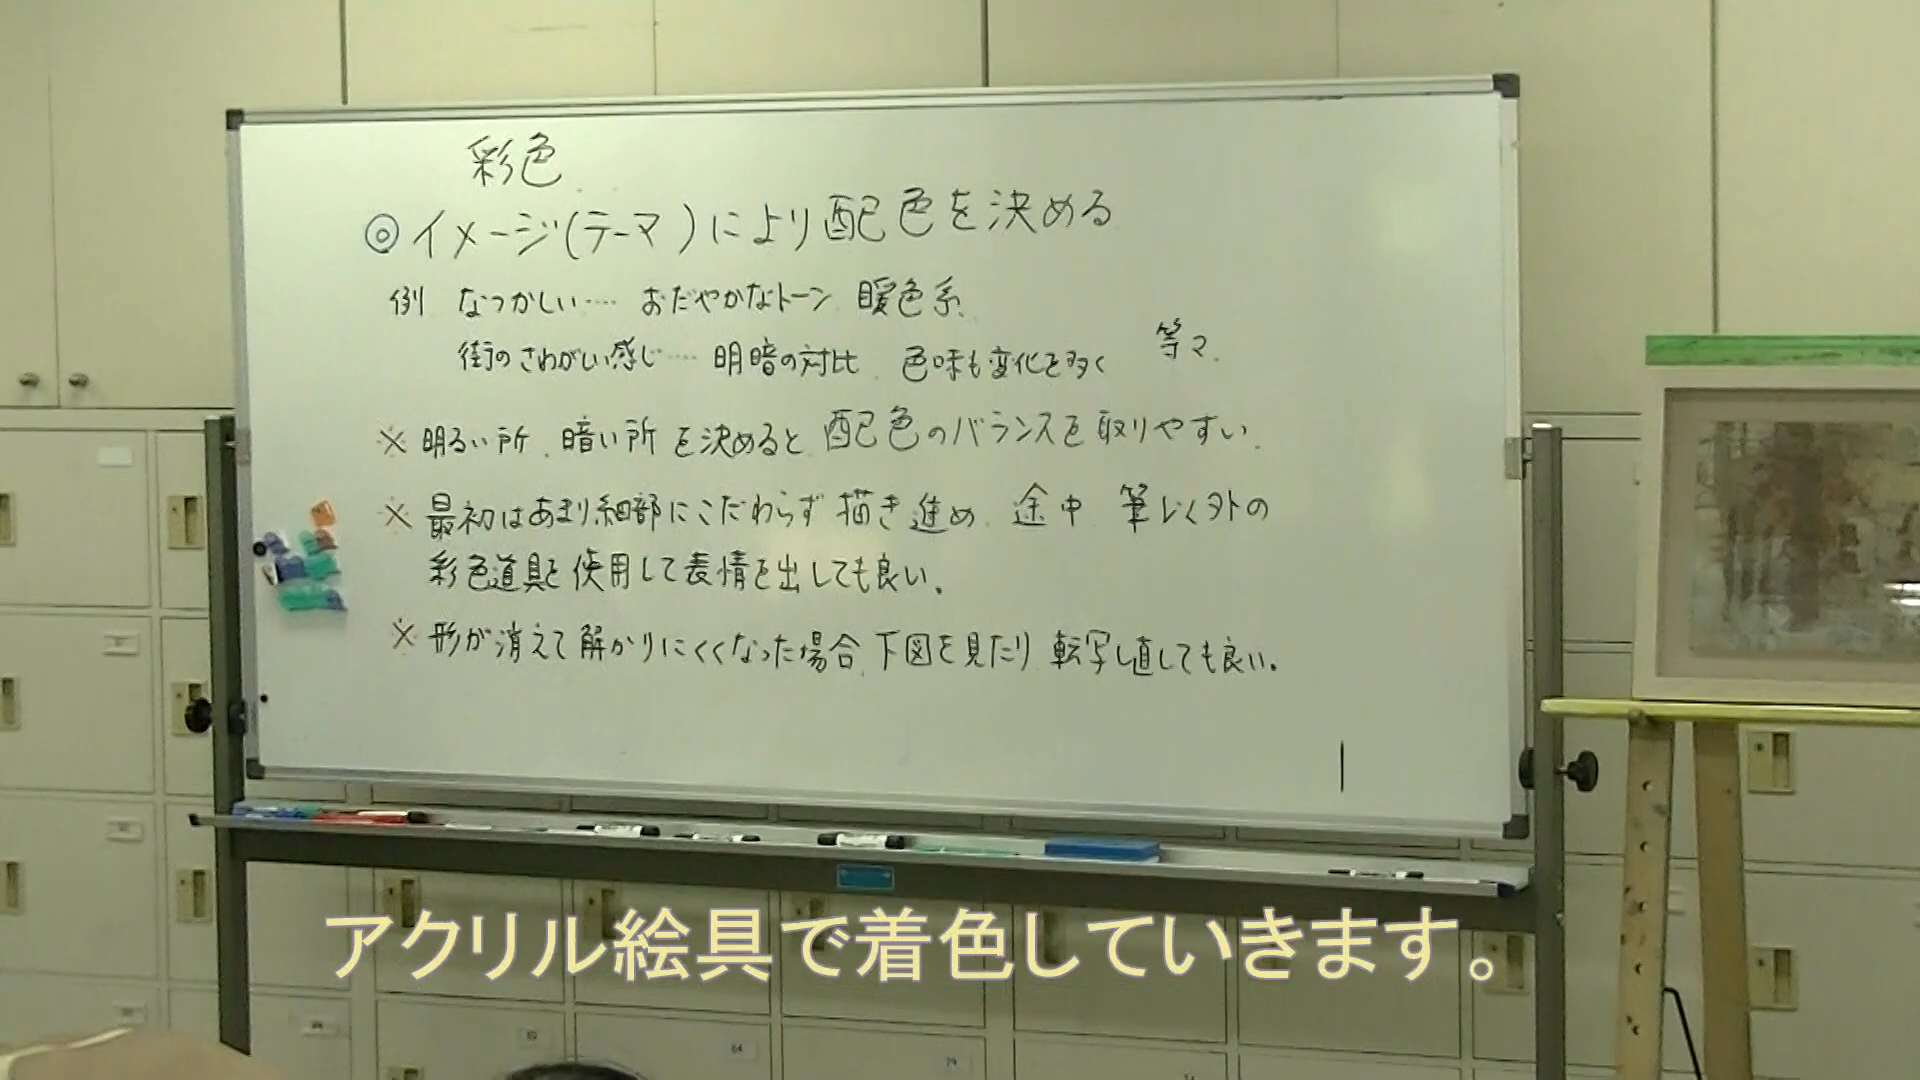 彩色
◎イメージ(テーマ)により配色を決める
例 なつかしい…… おだやかなトーン 暖色系
街のさわがしい感じ…… 明暗の対比 色味も変化を多く 等々.
※明るい所、暗い所を決めると配色のバランスを取りやすい.
※最初はあまり細部にこだわらず描き進め、途中 筆以外の
彩色道具を使用して表情を出しても良い。
※形が消えて解かりにくくなった場合、下図を見たり 転写し直しても良い。
アクリル絵具で着色していきます。
64